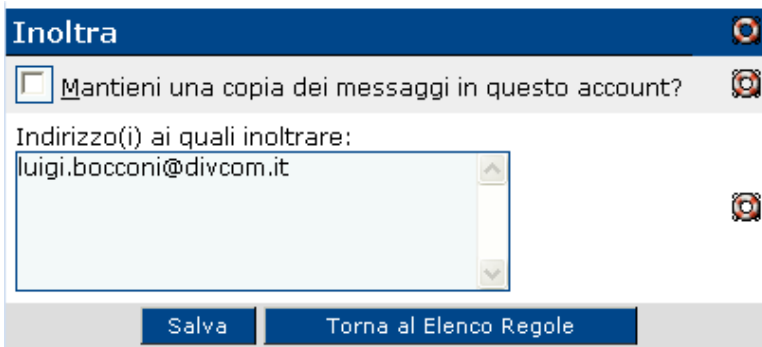 Inoltra
Mantieni una copia dei messaggi in questo account?
Indirizzo(i) ai quali inoltrare:
luigi.bocconi@divcom.it
Salva
Torna al Elenco Regole